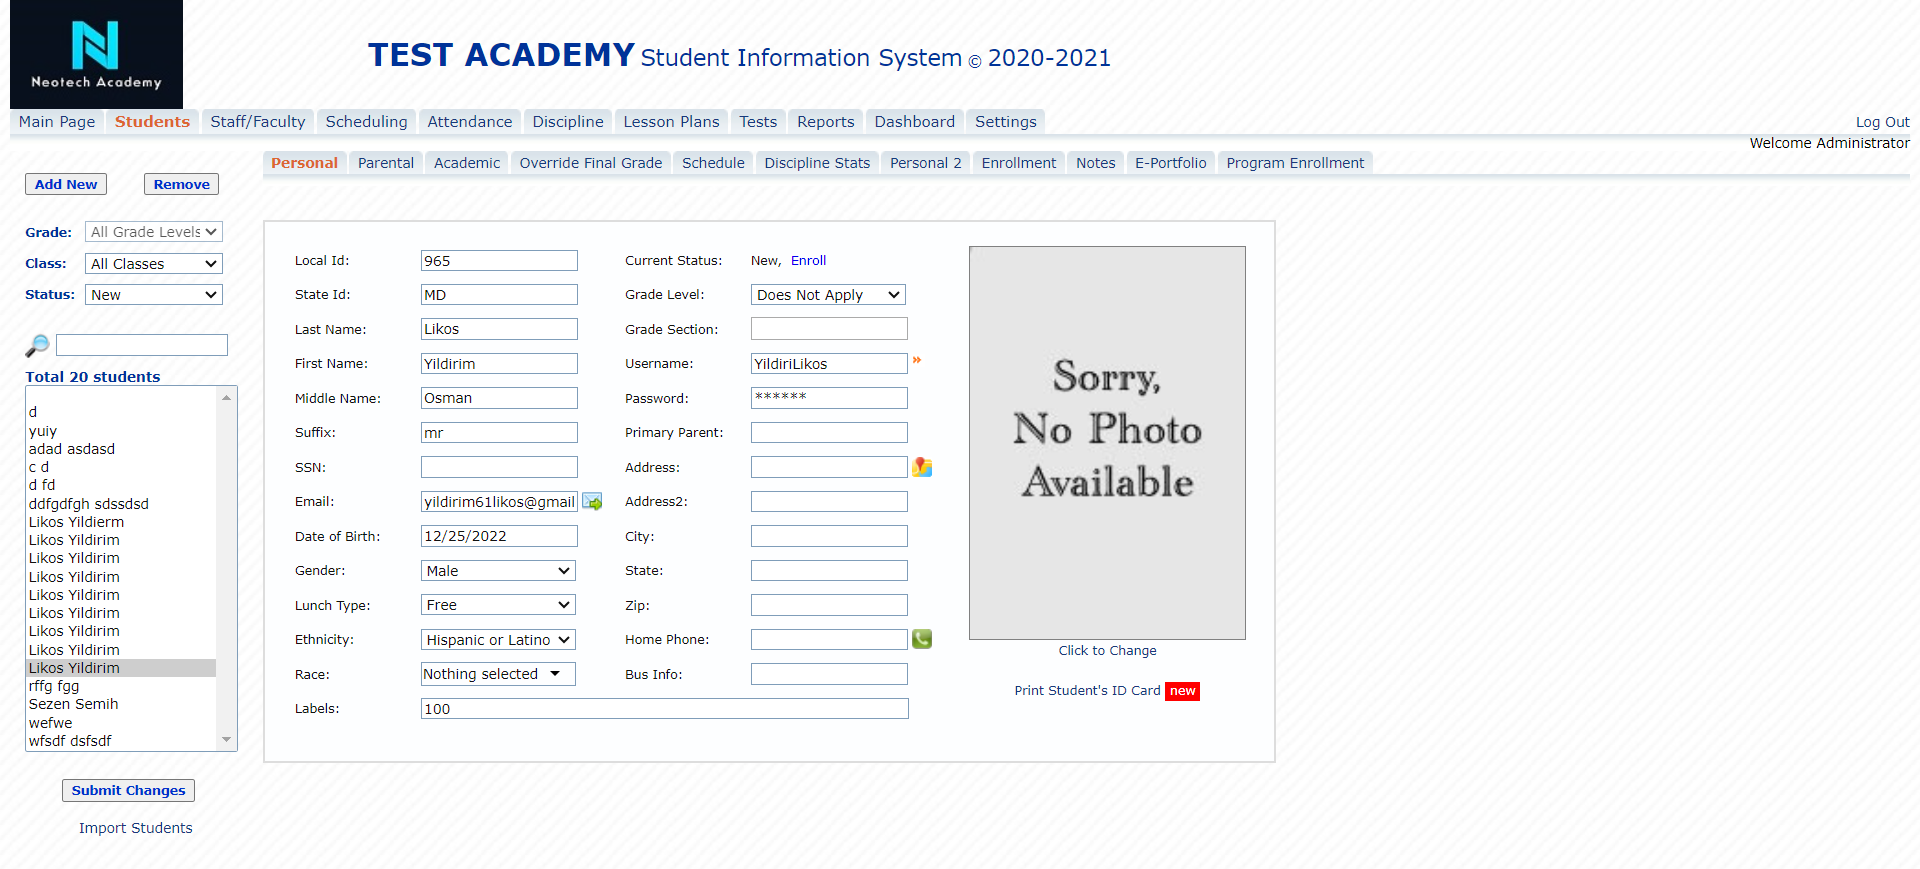 Neotech Academy
TEST ACADEMY Student Information System © 2020-2021
Main Page Students Staff/Faculty Scheduling Attendance Discipline Lesson Plans Tests Reports Dashboard Settings Log Out
Welcome Administrator
Personal Parental Academic Override Final Grade Schedule Discipline Stats Personal 2 Enrollment Notes E-Portfolio Program Enrollment
Add New Remove
Grade: All Grade Levels
Class: All Classes
Status: New
Total 20 students
d
yuiy
adad asdasd
c d
d fd
ddfgdfgh sdssdsd
Likos Yildierm
Likos Yildirim
Likos Yildirim
Likos Yildirim
Likos Yildirim
Likos Yildirim
Likos Yildirim
Likos Yildirim
Likos Yildirim
rffg fgg
Sezen Semih
wefwe
wfsdf dsfsdf
Submit Changes
Import Students
Local Id: 965
State Id: MD
Last Name: Likos
First Name: Yildirim
Middle Name: Osman
Suffix: mr
SSN:
Email: yildirim61likos@gmail
Date of Birth: 12/25/2022
Gender: Male
Lunch Type: Free
Ethnicity: Hispanic or Latino
Race: Nothing selected
Labels: 100
Current Status: New, Enroll
Grade Level: Does Not Apply
Grade Section:
Username: YildiriLikos »
Password: ******
Primary Parent:
Address:
Address2:
City:
State:
Zip:
Home Phone:
Bus Info:
Sorry,
No Photo
Available
Click to Change
Print Student's ID Card new